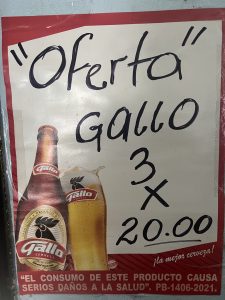 "Oferta"
GALLO
3
X
20.00
Gallo
Gallo
CERVEZA
¡la mejor cerveza!
"EL CONSUMO DE ESTE PRODUCTO CAUSA
SERIOS DAÑOS A LA SALUD". PB-1406-2021.